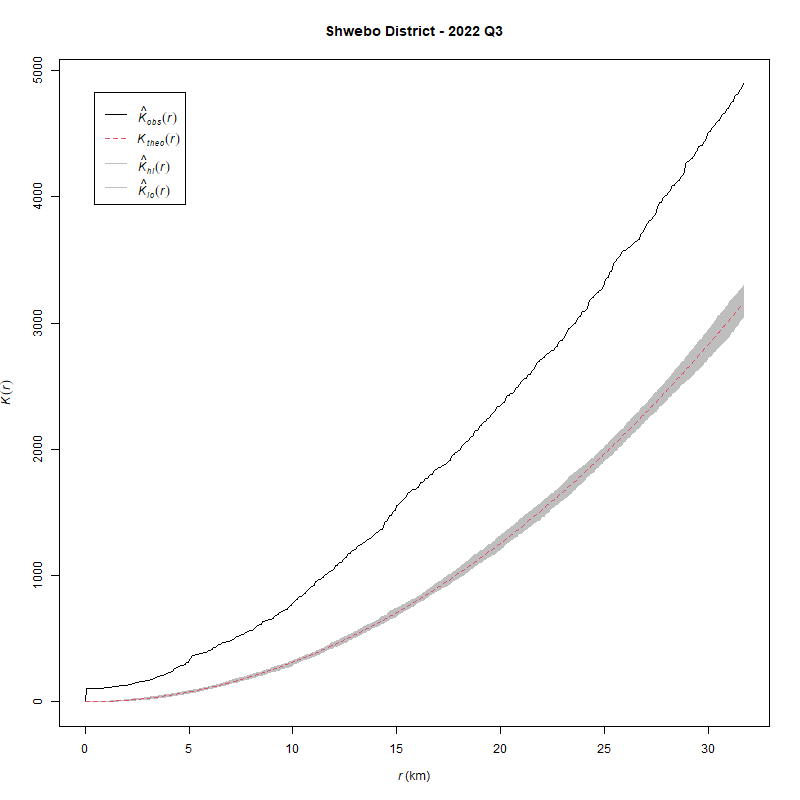 Shwebo District - 2022 Q3
K̂obs(r)
Ktheo(r)
K̂hi(r)
K̂lo(r)
K(r)
5000
4000
3000
2000
1000
0
0 5 10 15 20 25 30
r (km)